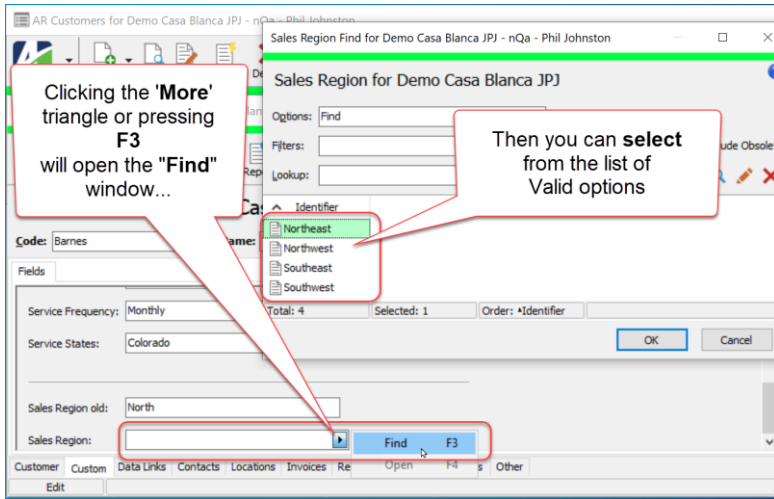 AR Customers for Demo Casa Blanca JPJ - nQa - Phil Johnston
Sales Region Find for Demo Casa Blanca JPJ - nQa - Phil Johnston
Sales Region for Demo Casa Blanca JPJ
Clicking the 'More'
triangle or pressing
F3
will open the "Find"
window...
Options: Find
Filters:
Lookup:
Then you can select
from the list of
Valid options
Identifier
Northeast
Northwest
Southeast
Southwest
Total: 4 Selected: 1 Order: Identifier
OK Cancel
Code: Barnes
Fields
Service Frequency: Monthly
Service States: Colorado
Sales Region old: North
Sales Region:
Find F3
Open F4
Customer Custom Data Links Contacts Locations Invoices Other
Edit